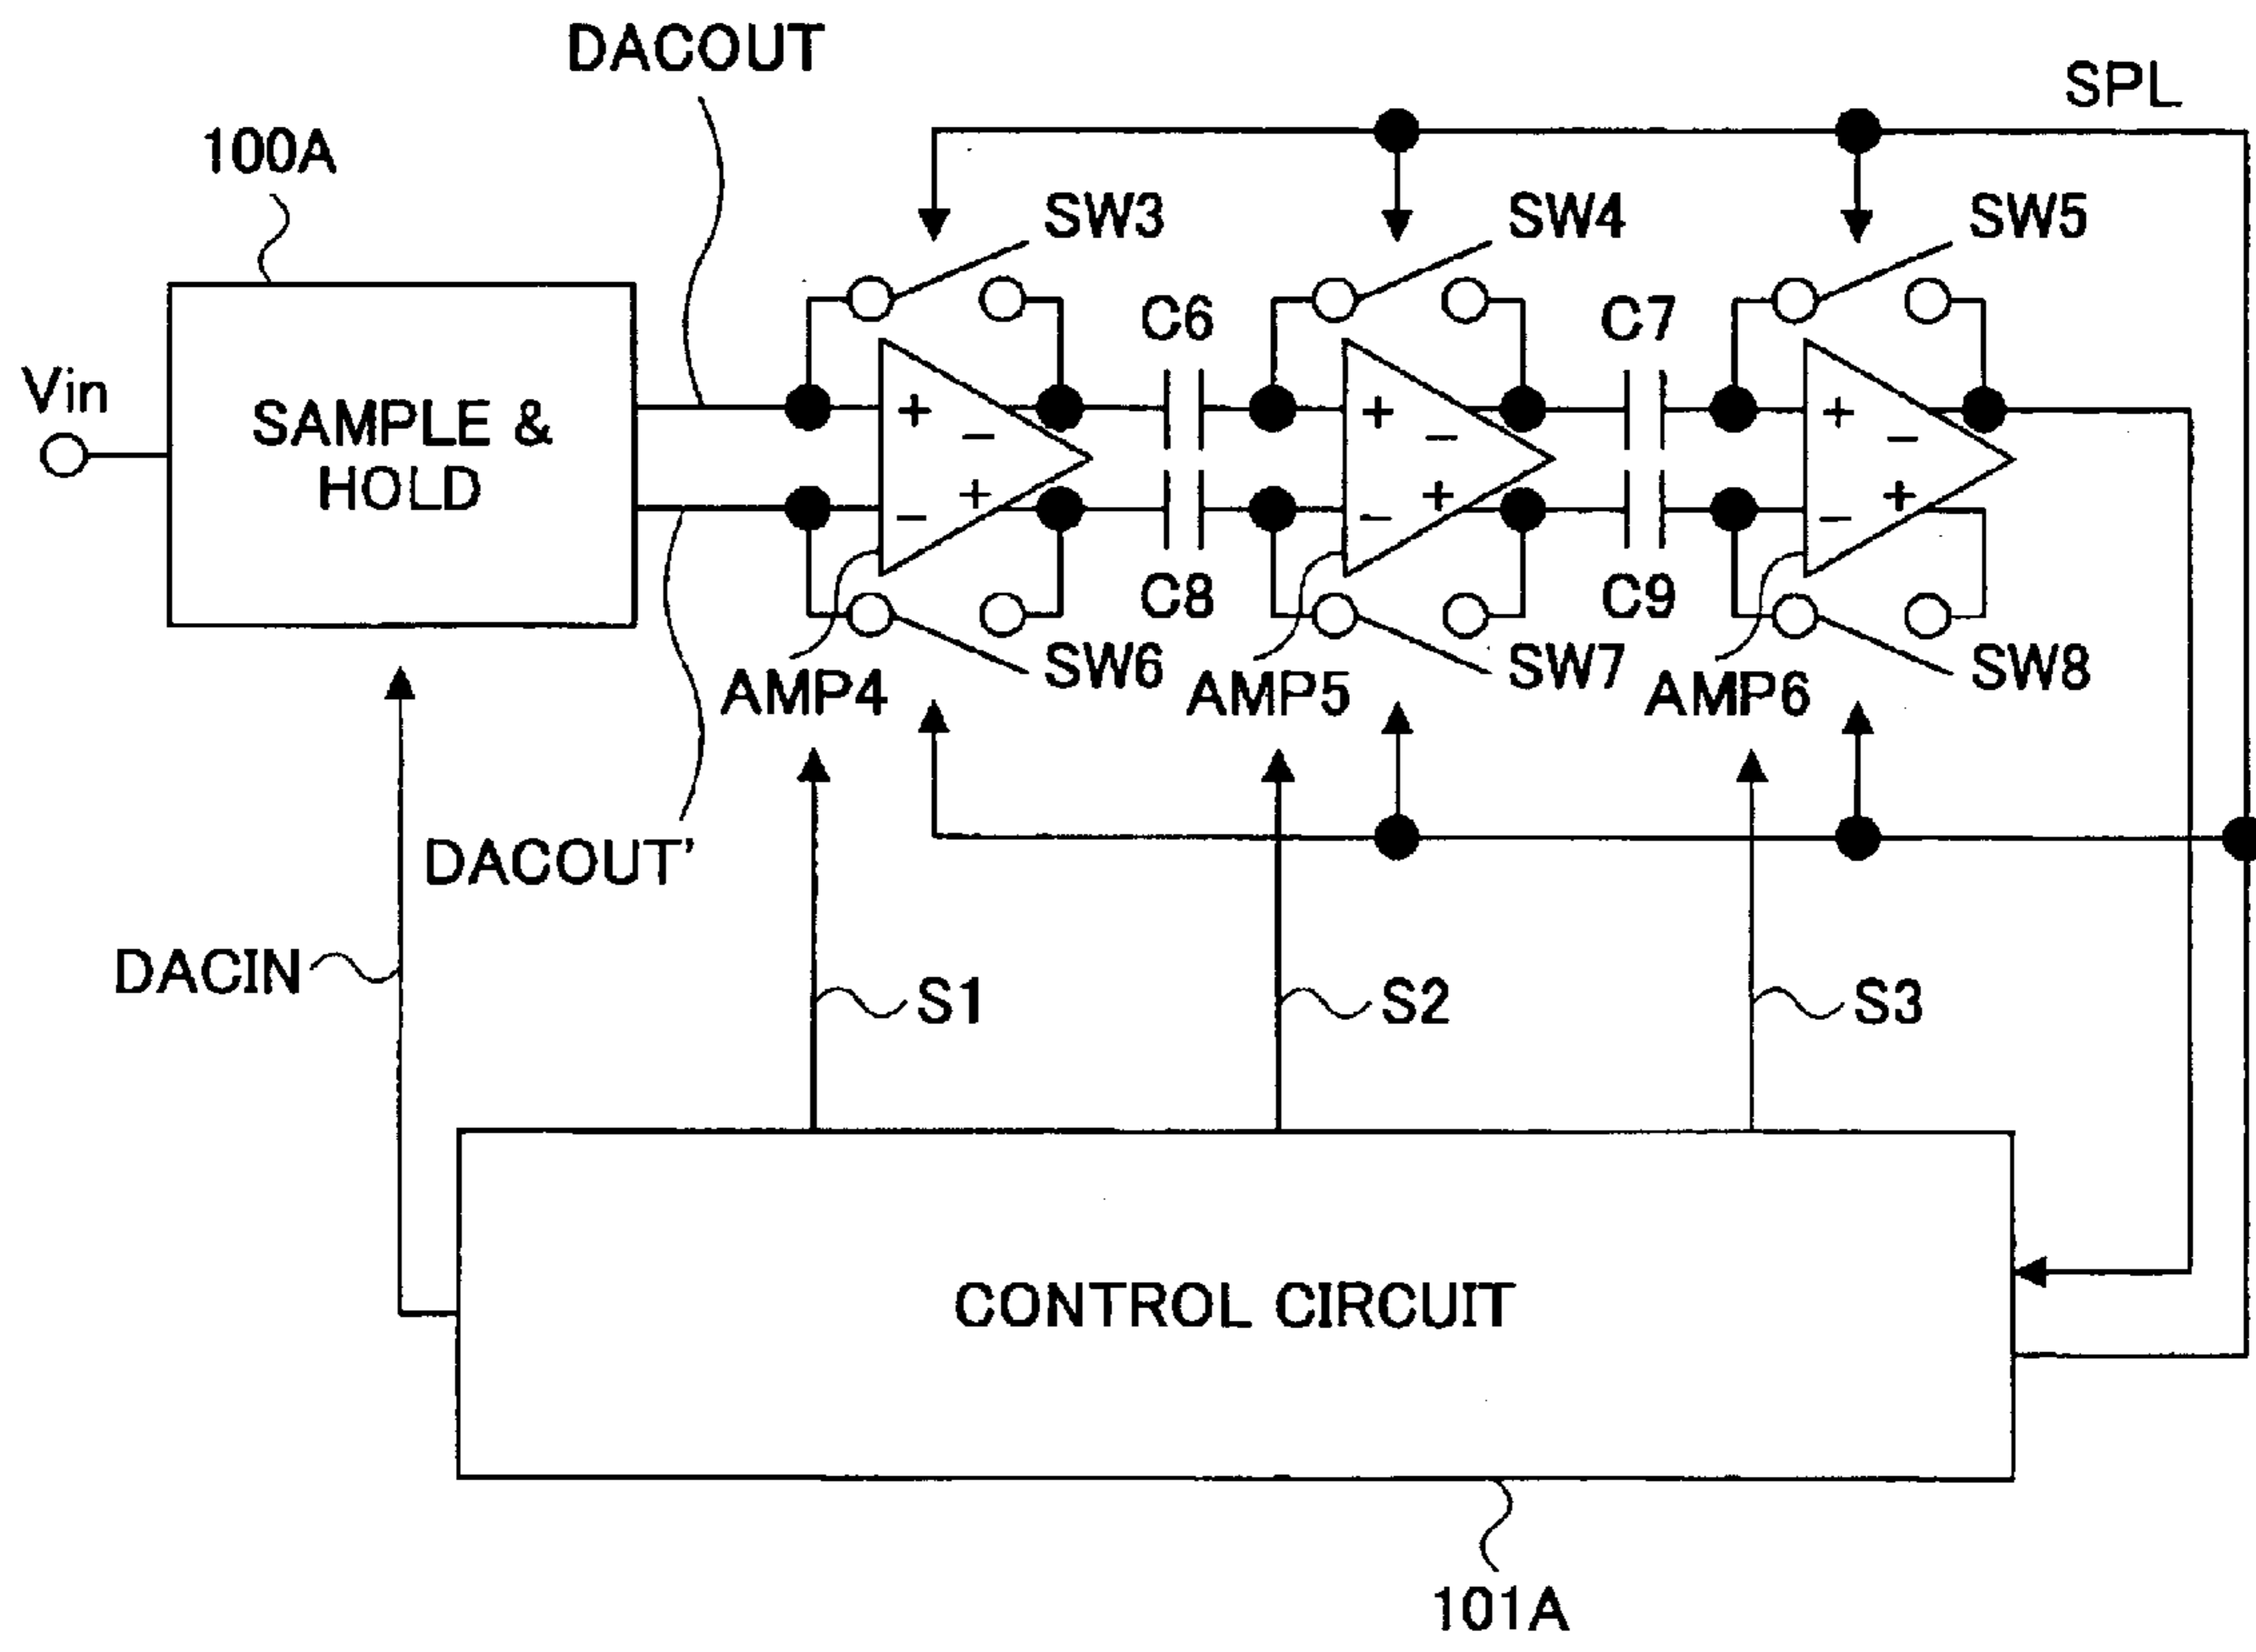 DACOUT
SPL
100A
SW3
SW4
SW5
C6
C7
Vin
SAMPLE &
HOLD
+
−
+
−
+
−
+
−
+
−
+
−
C8
C9
SW6
SW7
SW8
AMP4
AMP5
AMP6
DACOUT'
DACIN
S1
S2
S3
CONTROL CIRCUIT
101A